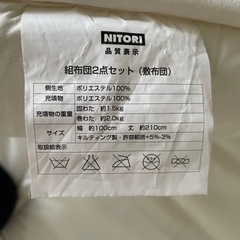 NITORI
品質表示
組布団2点セット(敷布団)
側生地 ポリエステル100%
充填物 ポリエステル100%
充填物の重量 固わた 約1.5kg
巻わた 約2.0kg
サイズ 幅 約100cm 丈 約210cm
キルティング製・許容範囲+5%-3%
取扱絵表示